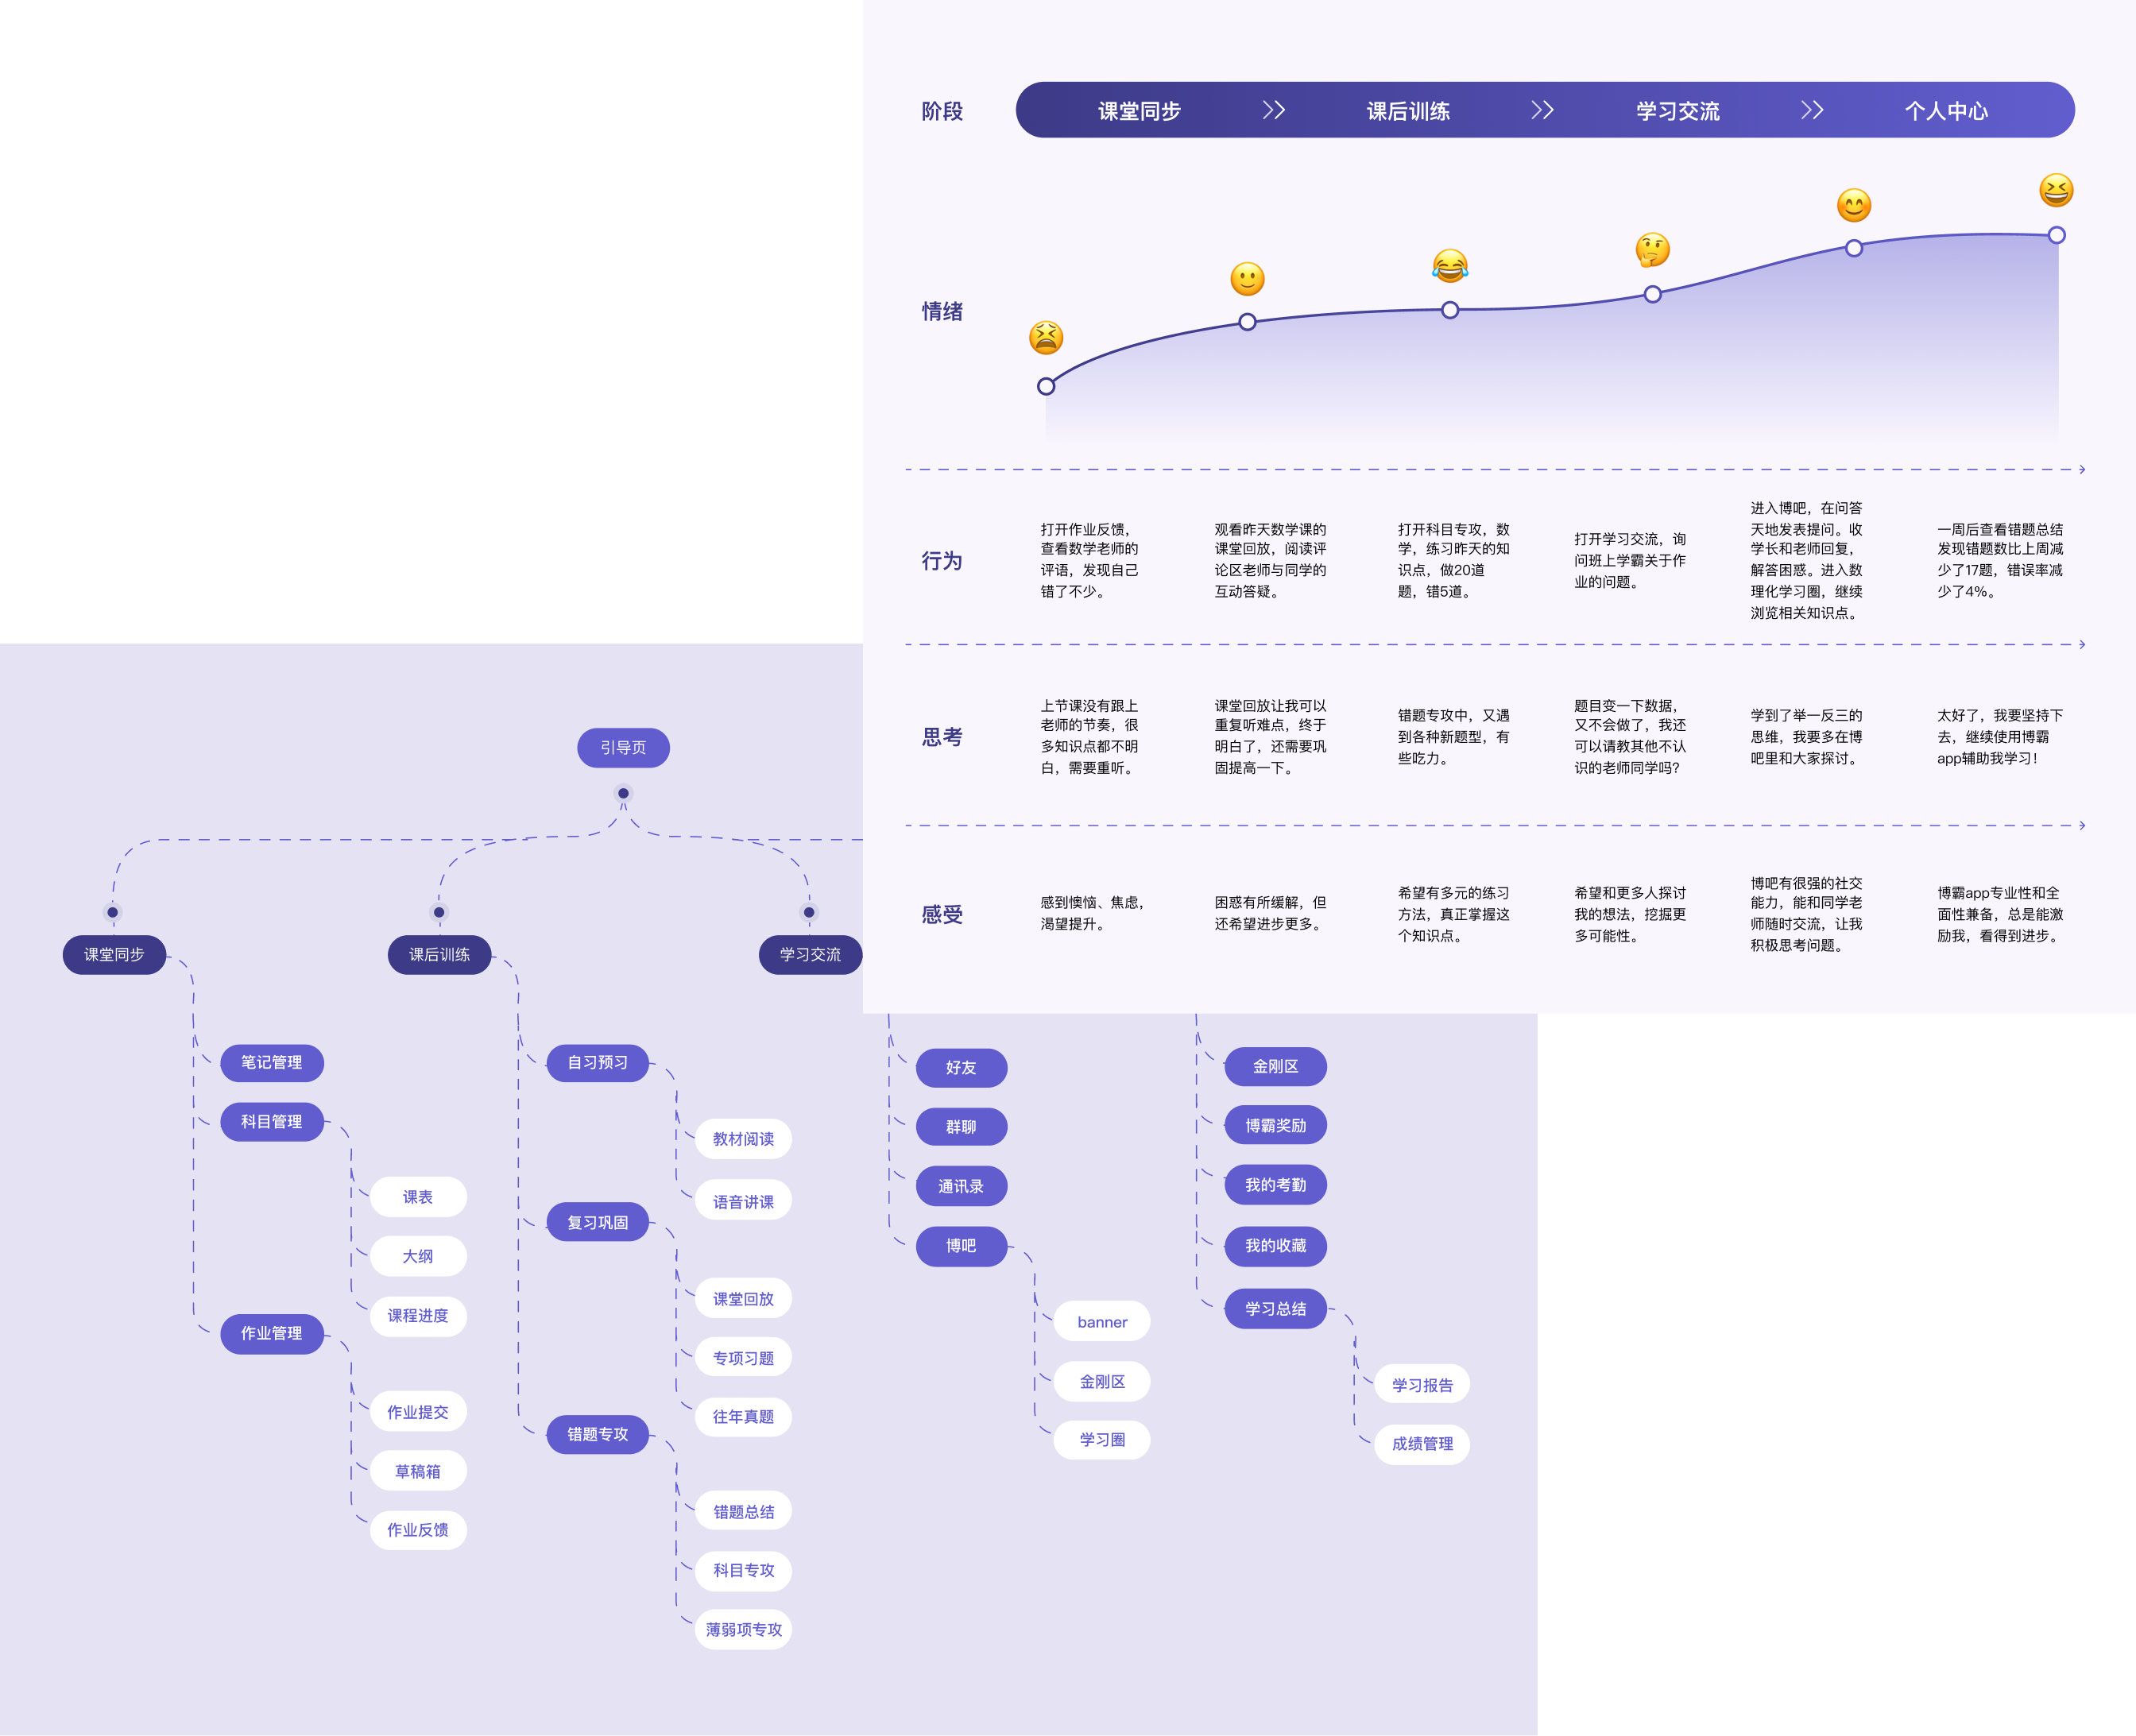 阶段
课堂同步
课后训练
学习交流
个人中心
情绪
行为
打开作业反馈，
查看数学老师的
评语，发现自己
错了不少。
观看昨天数学课的
课堂回放，阅读评
论区老师与同学的
互动答疑。
打开科目专攻，数
学，练习昨天的知
识点，做20道
题，错5道。
打开学习交流，询
问班上学霸关于作
业的问题。
进入博吧，在问答
天地发表提问。收
学长和老师回复，
解答困惑。进入数
理化学习圈，继续
浏览相关知识点。
一周后查看错题总结
发现错题数比上周减
少了17题，错误率减
少了4%。
思考
上节课没有跟上
老师的节奏，很
多知识点都不明
白，需要重听。
课堂回放让我可以
重复听难点，终于
明白了，还需要巩
固提高一下。
错题专攻中，又遇
到各种新题型，有
些吃力。
题目变一下数据，
又不会做了，我还
可以请教其他不认
识的老师同学吗?
学到了举一反三的
思维，我要多在博
吧里和大家探讨。
太好了，我要坚持下
去，继续使用博霸
app辅助我学习！
感受
感到懊恼、焦虑，
渴望提升。
困惑有所缓解，但
还希望进步更多。
希望有多元的练习
方法，真正掌握这
个知识点。
希望和更多人探讨
我的想法，挖掘更
多可能性。
博吧有很强的社交
能力，能和同学老
师随时交流，让我
积极思考问题。
博霸app专业性和全
面性兼备，总是能激
励我，看得到进步。
引导页
课堂同步
笔记管理
科目管理
课表
大纲
课程进度
作业管理
作业提交
草稿箱
作业反馈
课后训练
自习预习
教材阅读
语音讲课
复习巩固
课堂回放
专项习题
往年真题
错题专攻
错题总结
科目专攻
薄弱项专攻
学习交流
好友
群聊
通讯录
博吧
banner
金刚区
学习圈
金刚区
博霸奖励
我的考勤
我的收藏
学习总结
学习报告
成绩管理